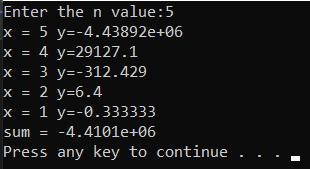 Enter the n value:5
x = 5 y=-4.43892e+06
x = 4 y=29127.1
x = 3 y=-312.429
x = 2 y=6.4
x = 1 y=-0.333333
sum = -4.4101e+06
Press any key to continue . . .